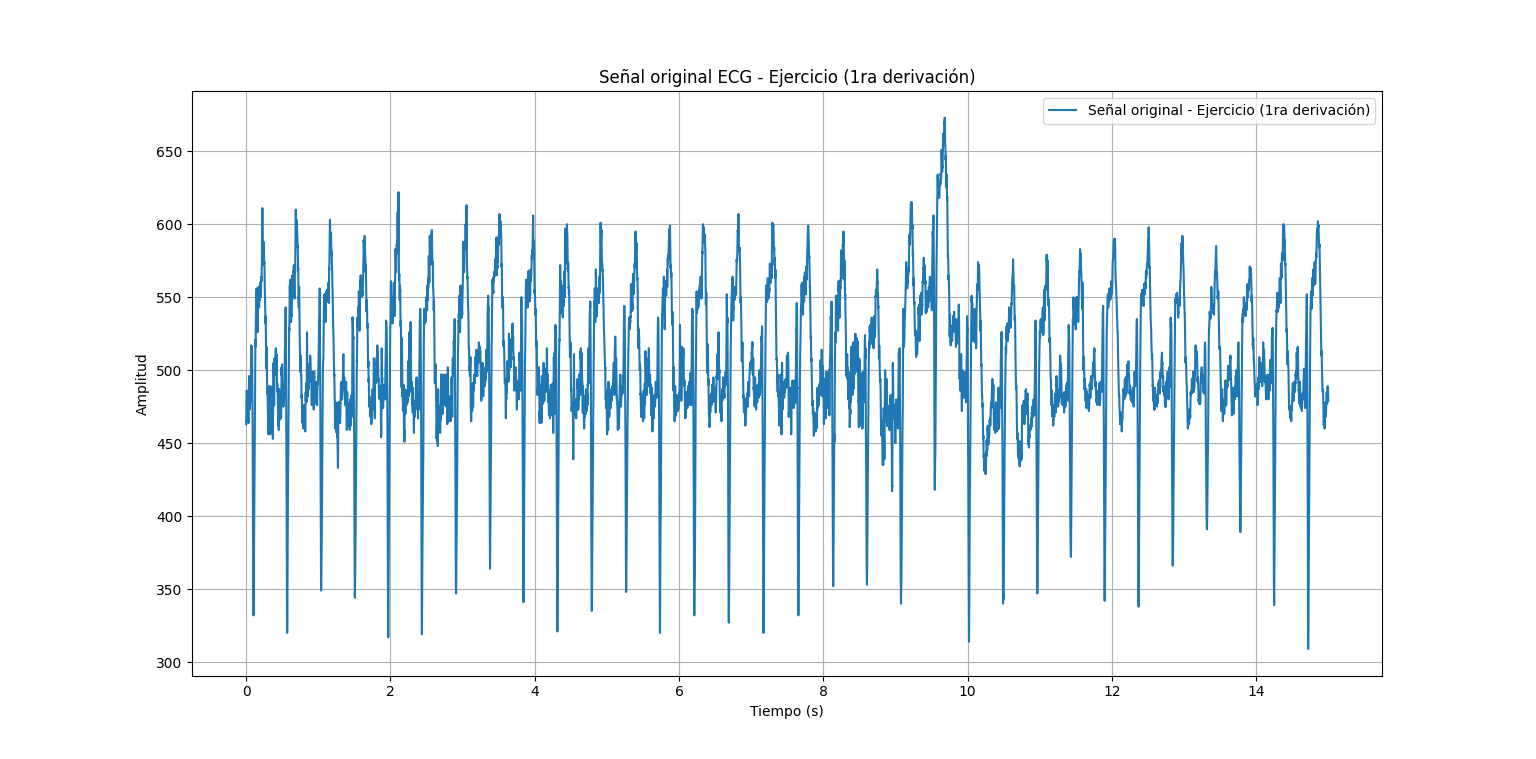 Señal original ECG - Ejercicio (1ra derivación)
Señal original - Ejercicio (1ra derivación)
Amplitud
650
600
550
500
450
400
350
300
0 2 4 6 8 10 12 14
Tiempo (s)